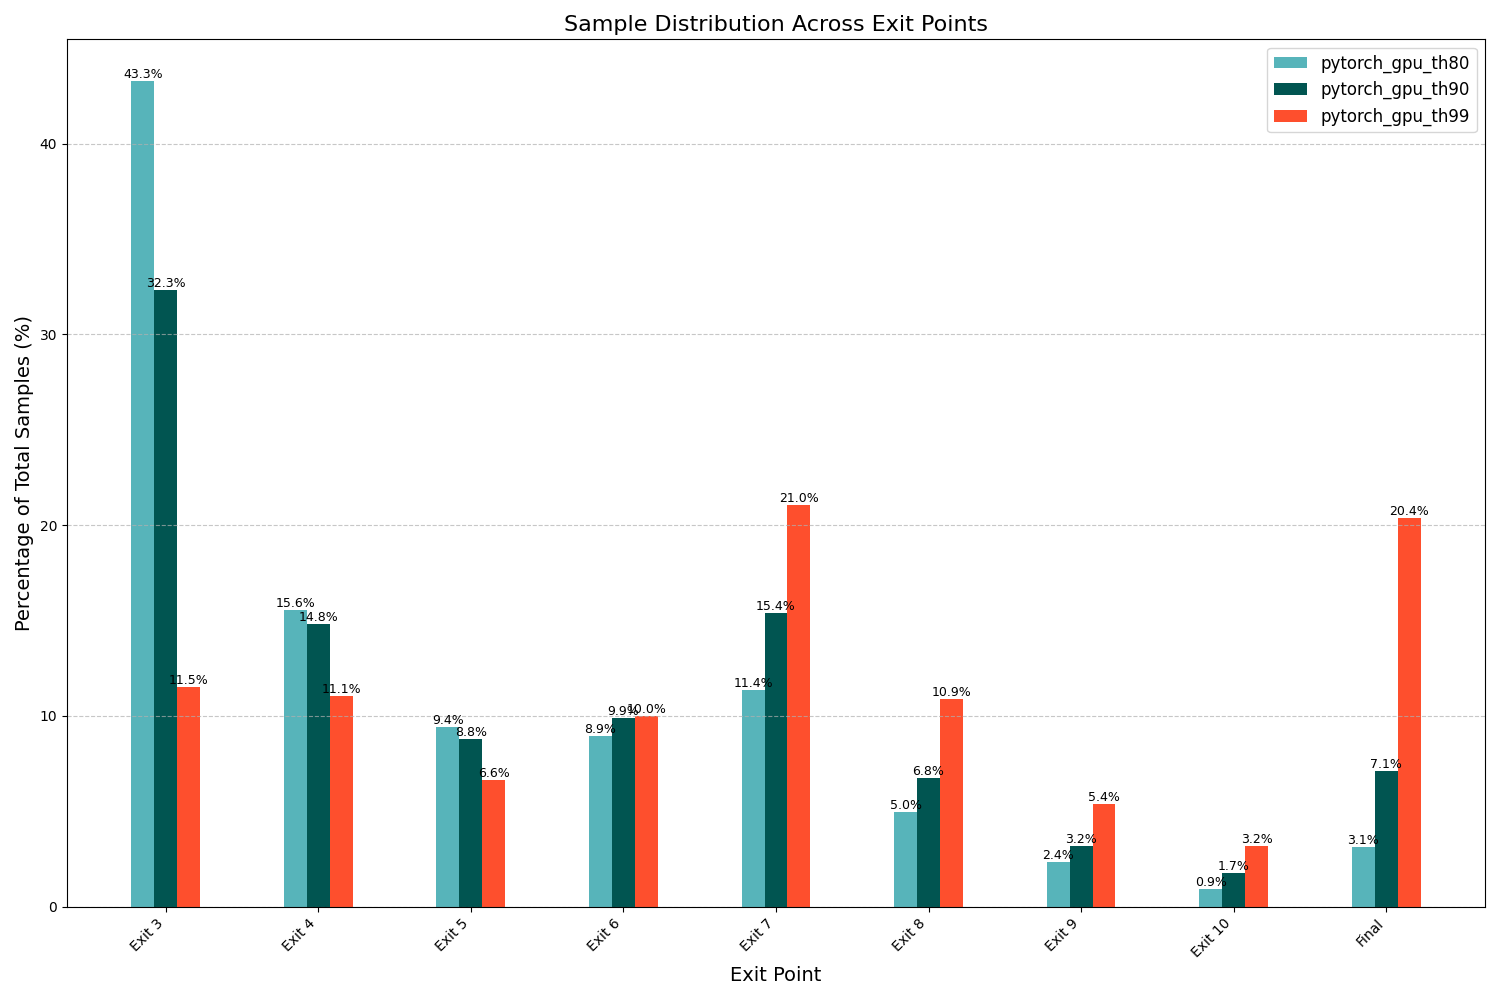 Sample Distribution Across Exit Points
pytorch_gpu_th80
pytorch_gpu_th90
pytorch_gpu_th99
Percentage of Total Samples (%)
40
30
20
10
0
43.3%
32.3%
11.5%
15.6%
14.8%
11.1%
9.4%
8.8%
6.6%
8.9%
9.9%
10.0%
11.4%
15.4%
21.0%
5.0%
6.8%
10.9%
2.4%
3.2%
5.4%
0.9%
1.7%
3.2%
3.1%
7.1%
20.4%
Exit 3
Exit 4
Exit 5
Exit 6
Exit 7
Exit 8
Exit 9
Exit 10
Final
Exit Point